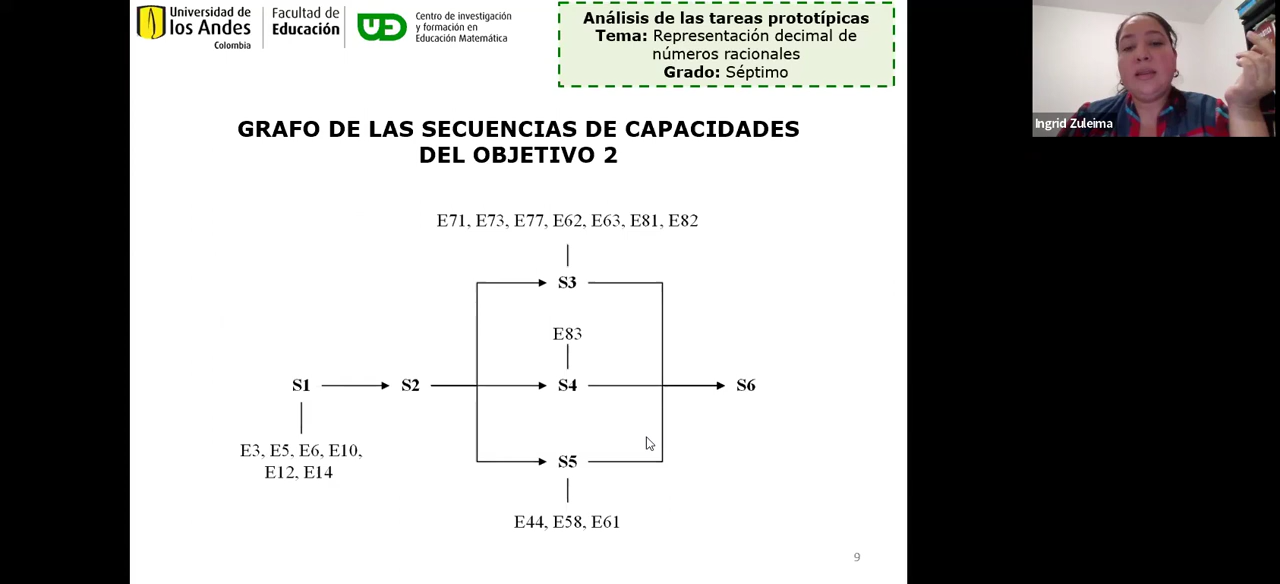 Universidad de
los Andes
Colombia
Facultad de
Educación
UED
Centro de investigación
y formación en
Educación Matemática
Análisis de las tareas prototípicas
Tema: Representación decimal de
números racionales
Grado: Séptimo
Ingrid Zuleima
GRAFO DE LAS SECUENCIAS DE CAPACIDADES
DEL OBJETIVO 2
E71, E73, E77, E62, E63, E81, E82
S3
E83
S1
S2
S4
S6
E3, E5, E6, E10,
E12, E14
S5
E44, E58, E61
9